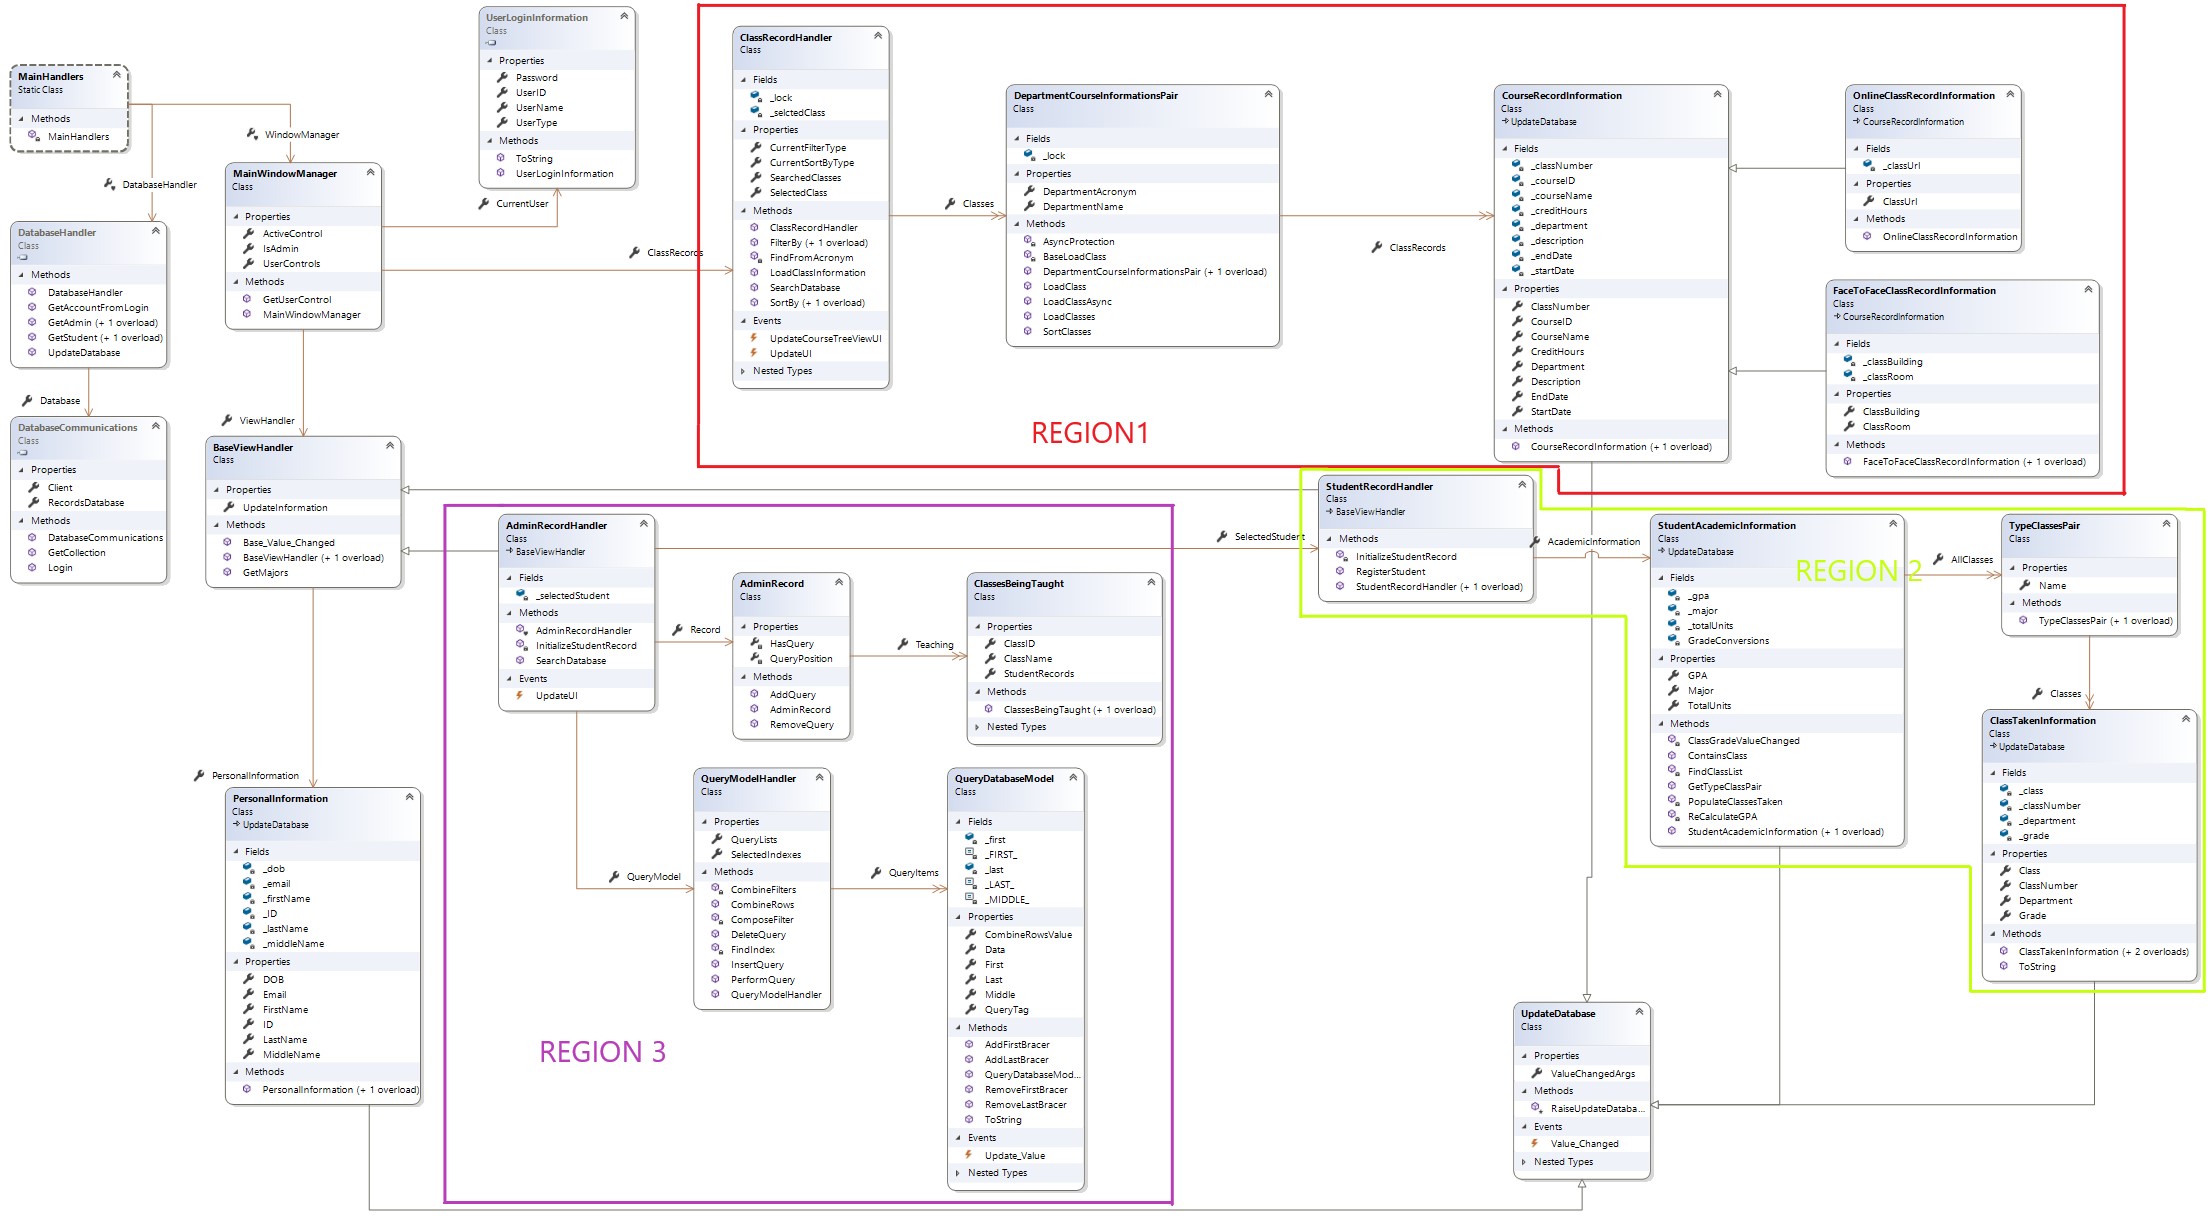 MainHandlers
Static Class
Methods
MainHandlers
WindowManager
DatabaseHandler
DatabaseHandler
Class
Methods
DatabaseHandler
GetAccountFromLogin
GetAdmin (+ 1 overload)
GetStudent (+ 1 overload)
UpdateDatabase
Database
DatabaseCommunications
Class
Properties
Client
RecordsDatabase
Methods
DatabaseCommunications
GetCollection
Login
MainWindowManager
Class
Properties
ActiveControl
IsAdmin
UserControls
Methods
GetUserControl
MainWindowManager
UserLoginInformation
Class
Properties
Password
UserID
UserName
UserType
Methods
ToString
UserLoginInformation
CurrentUser
ClassRecords
ViewHandler
BaseViewHandler
Class
Properties
UpdateInformation
Methods
Base_Value_Changed
BaseViewHandler (+ 1 overload)
GetMajors
PersonalInformation
PersonalInformation
Class
UpdateDatabase
Fields
_dob
_email
_firstName
_ID
_lastName
_middleName
Properties
DOB
Email
FirstName
ID
LastName
MiddleName
Methods
PersonalInformation (+ 1 overload)
ClassRecordHandler
Class
Fields
_lock
_selctedClass
Properties
CurrentFilterType
CurrentSortByType
SearchedClasses
SelectedClass
Methods
ClassRecordHandler
FilterBy (+ 1 overload)
FindFromAcronym
LoadClassInformation
SearchDatabase
SortBy (+ 1 overload)
Events
UpdateCourseTreeViewUI
UpdateUI
Nested Types
Classes
DepartmentCourseInformationsPair
Class
Fields
_lock
Properties
DepartmentAcronym
DepartmentName
Methods
AsyncProtection
BaseLoadClass
DepartmentCourseInformationsPair (+ 1 overload)
LoadClass
LoadClassAsync
LoadClasses
SortClasses
ClassRecords
REGION1
CourseRecordInformation
Class
UpdateDatabase
Fields
_classNumber
_courseID
_courseName
_creditHours
_department
_description
_endDate
_startDate
Properties
ClassNumber
CourseID
CourseName
CreditHours
Department
Description
EndDate
StartDate
Methods
CourseRecordInformation (+ 1 overload)
OnlineClassRecordInformation
Class
CourseRecordInformation
Fields
_classUrl
Properties
ClassUrl
Methods
OnlineClassRecordInformation
FaceToFaceClassRecordInformation
Class
CourseRecordInformation
Fields
_classBuilding
_classRoom
Properties
ClassBuilding
ClassRoom
Methods
FaceToFaceClassRecordInformation (+ 1 overload)
AdminRecordHandler
Class
BaseViewHandler
Fields
_selectedStudent
Methods
AdminRecordHandler
InitializeStudentRecord
SearchDatabase
Events
UpdateUI
Record
AdminRecord
Class
Properties
HasQuery
QueryPosition
Methods
AddQuery
AdminRecord
RemoveQuery
Teaching
ClassesBeingTaught
Class
Properties
ClassID
ClassName
StudentRecords
Methods
ClassesBeingTaught (+ 1 overload)
Nested Types
QueryModel
QueryModelHandler
Class
Properties
QueryLists
SelectedIndexes
Methods
CombineFilters
CombineRows
ComposeFilter
DeleteQuery
FindIndex
InsertQuery
PerformQuery
QueryModelHandler
QueryItems
QueryDatabaseModel
Class
Fields
_first
_FIRST_
_last
_LAST_
_MIDDLE_
Properties
CombineRowsValue
Data
First
Last
Middle
QueryTag
Methods
AddFirstBracer
AddLastBracer
QueryDatabaseMod...
RemoveFirstBracer
RemoveLastBracer
ToString
Events
Update_Value
Nested Types
REGION 3
SelectedStudent
StudentRecordHandler
Class
BaseViewHandler
Methods
InitializeStudentRecord
RegisterStudent
StudentRecordHandler (+ 1 overload)
AcademicInformation
StudentAcademicInformation
Class
UpdateDatabase
Fields
_gpa
_major
_totalUnits
GradeConversions
Properties
GPA
Major
TotalUnits
Methods
ClassGradeValueChanged
ContainsClass
FindClassList
GetTypeClassPair
PopulateClassesTaken
ReCalculateGPA
StudentAcademicInformation (+ 1 overload)
REGION 2
AllClasses
TypeClassesPair
Class
Properties
Name
Methods
TypeClassesPair (+ 1 overload)
Classes
ClassTakenInformation
Class
UpdateDatabase
Fields
_class
_classNumber
_department
_grade
Properties
Class
ClassNumber
Department
Grade
Methods
ClassTakenInformation (+ 2 overloads)
ToString
UpdateDatabase
Class
Properties
ValueChangedArgs
Methods
RaiseUpdateDataba...
Events
Value_Changed
Nested Types